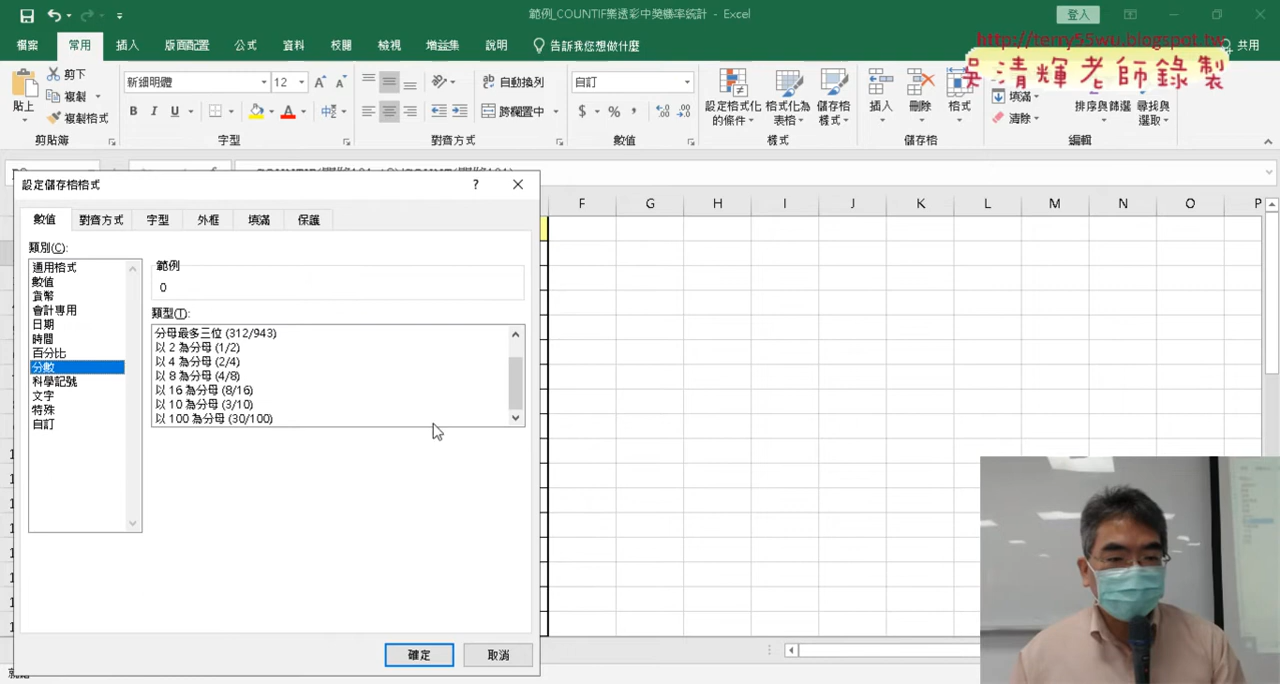 範例_COUNTIF樂透彩中獎機率統計 - Excel
登入
http://terry55wu.blogspot.tw
吳清輝老師錄製
檔案 常用 插入 版面配置 公式 資料 校閱 檢視 增益集 說明 告訴我您想做什麼 共用
貼上 剪下 複製 複製格式
新細明體 12
B I U
自動換列
跨欄置中
自訂
$ % ,
設定格式化的條件 格式化為表格 儲存格樣式
插入 刪除 格式
填滿
清除
排序與篩選 尋找與選取
剪貼簿 字型 對齊方式 數值 樣式 儲存格 編輯
設定儲存格格式 ?
數值 對齊方式 字型 外框 填滿 保護
類別(C):
通用格式
數值
貨幣
會計專用
日期
時間
百分比
分數
科學記號
文字
特殊
自訂
範例
0
類型(T):
分母最多三位 (312/943)
以 2 為分母 (1/2)
以 4 為分母 (2/4)
以 8 為分母 (4/8)
以 16 為分母 (8/16)
以 10 為分母 (3/10)
以 100 為分母 (30/100)
確定 取消
F G H I J K L M N O P